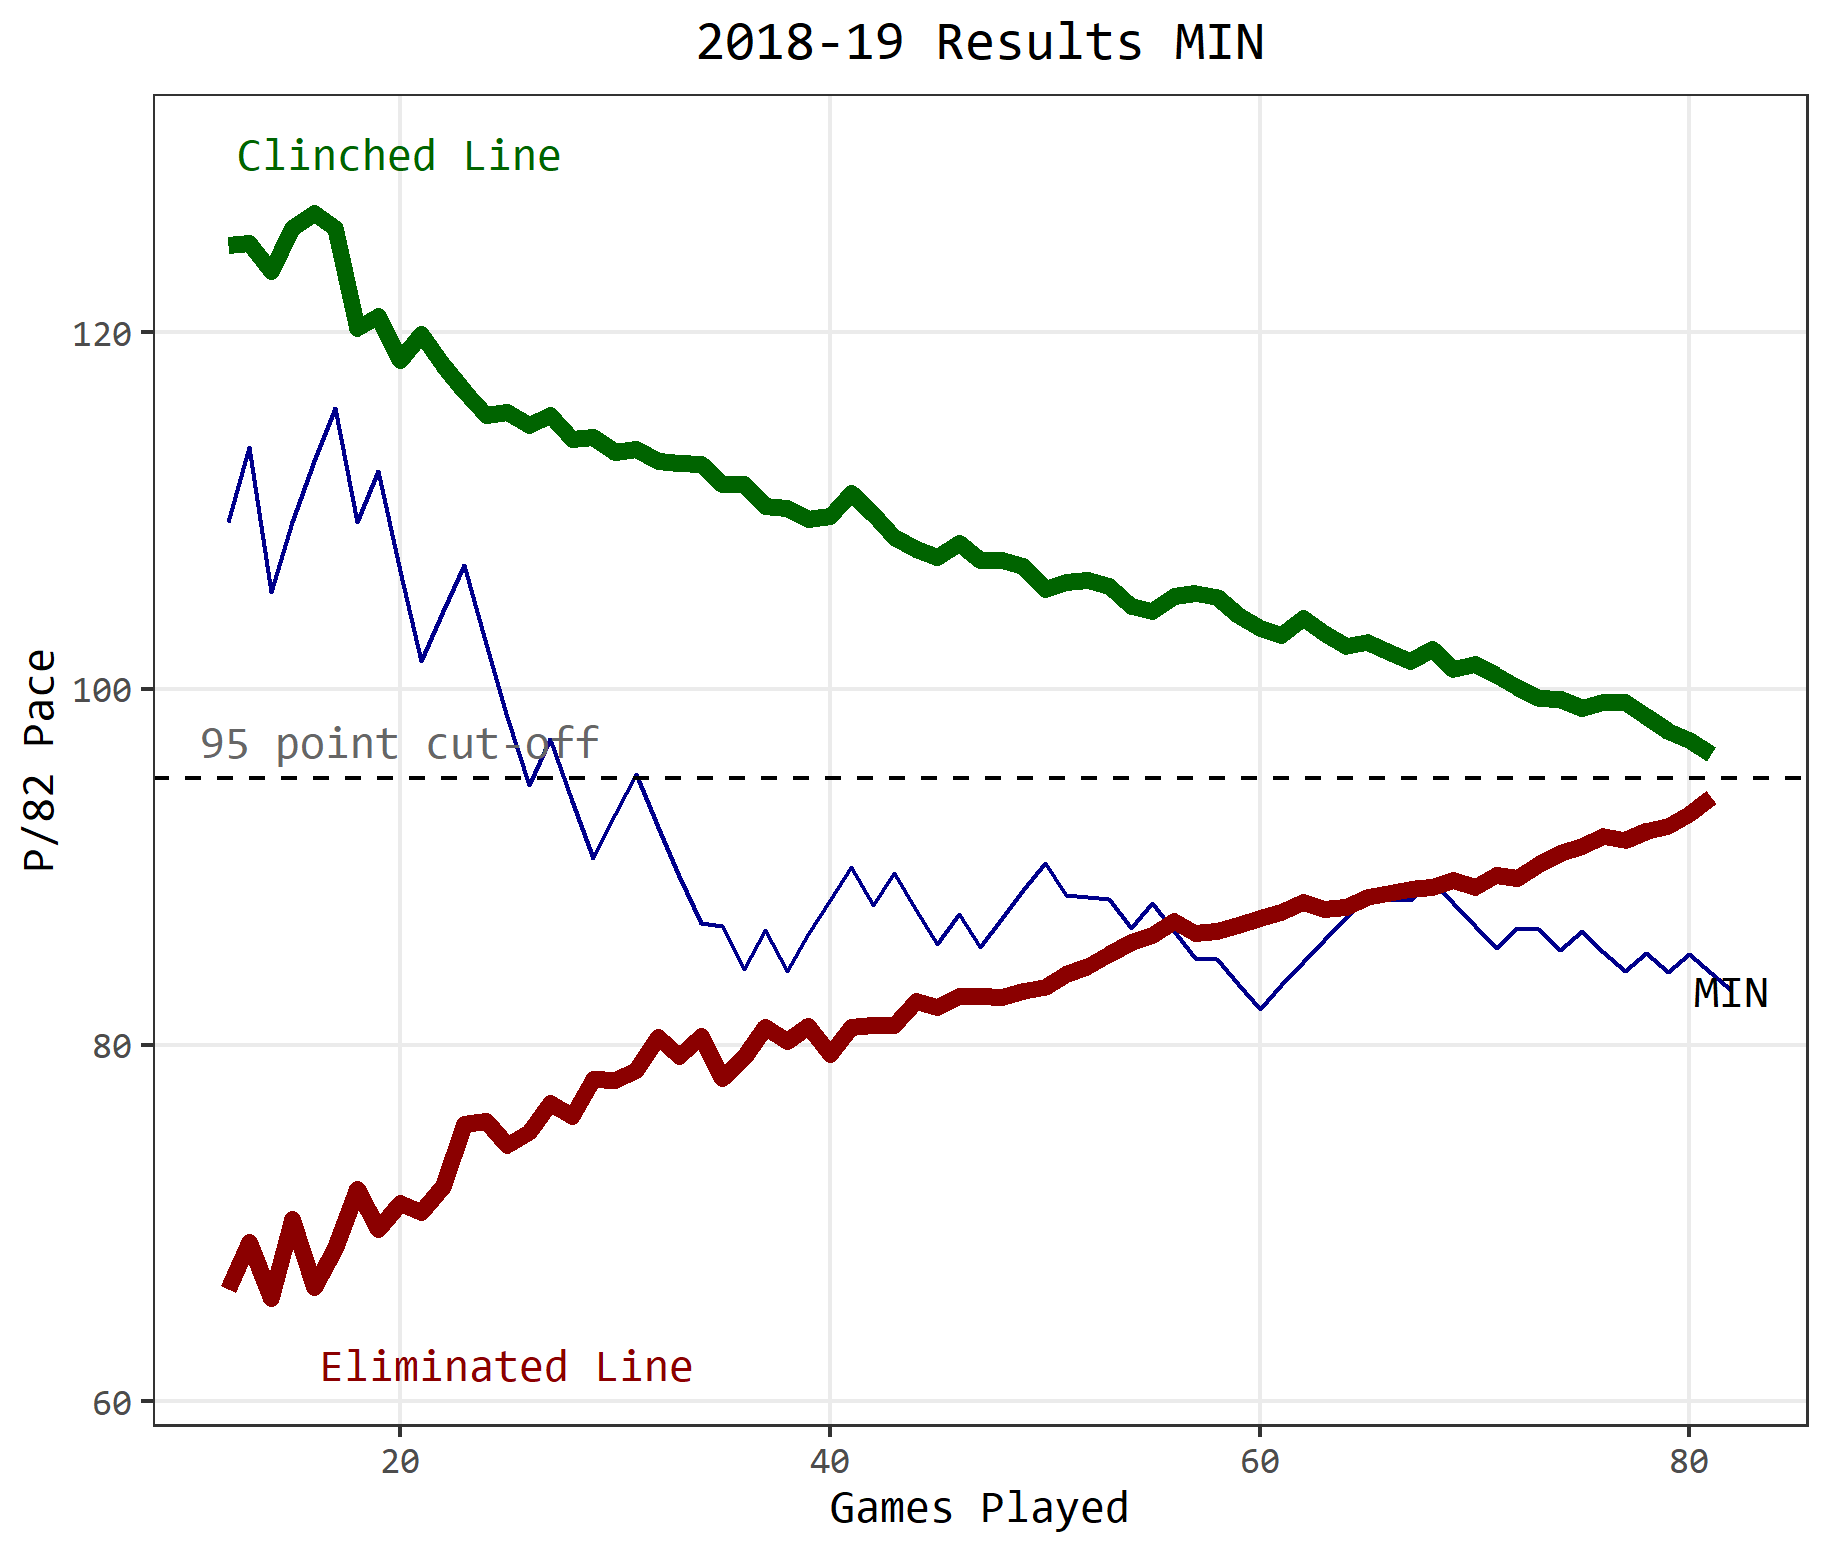 2018-19 Results MIN
Clinched Line
120
100
95 point cut-off
P/82 Pace
MIN
80
Eliminated Line
60
20 40 60 80
Games Played